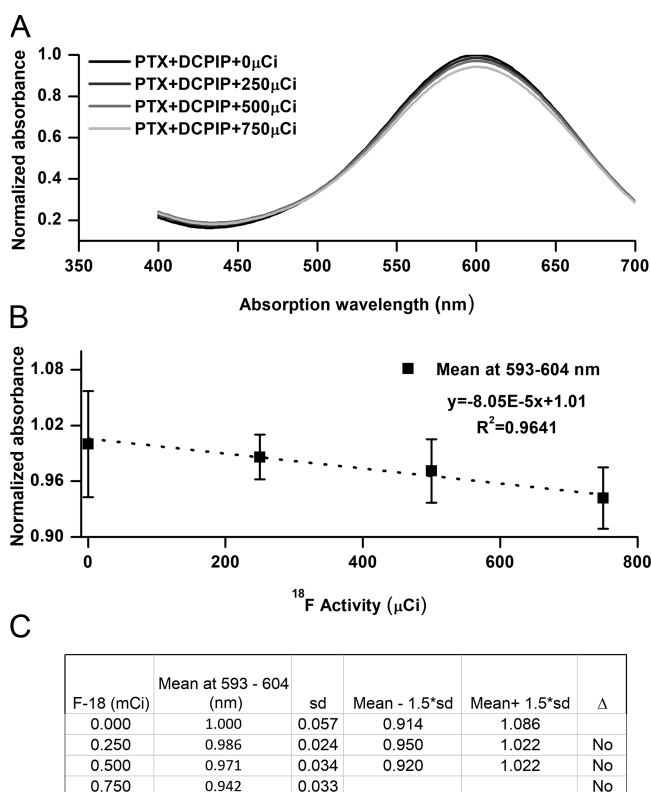 A
PTX+DCPIP+0μCi
PTX+DCPIP+250μCi
PTX+DCPIP+500μCi
PTX+DCPIP+750μCi
Normalized absorbance
1.0
0.8
0.6
0.4
0.2
350 400 450 500 550 600 650 700
Absorption wavelength (nm)
B
Normalized absorbance
1.08
1.02
0.96
0.90
Mean at 593-604 nm
y=-8.05E-5x+1.01
R²=0.9641
0 200 400 600 800
¹⁸F Activity (μCi)
C
F-18 (mCi) Mean at 593 - 604 (nm) sd Mean - 1.5*sd Mean+ 1.5*sd Δ
0.000 1.000 0.057 0.914 1.086
0.250 0.986 0.024 0.950 1.022 No
0.500 0.971 0.034 0.920 1.022 No
0.750 0.942 0.033 No